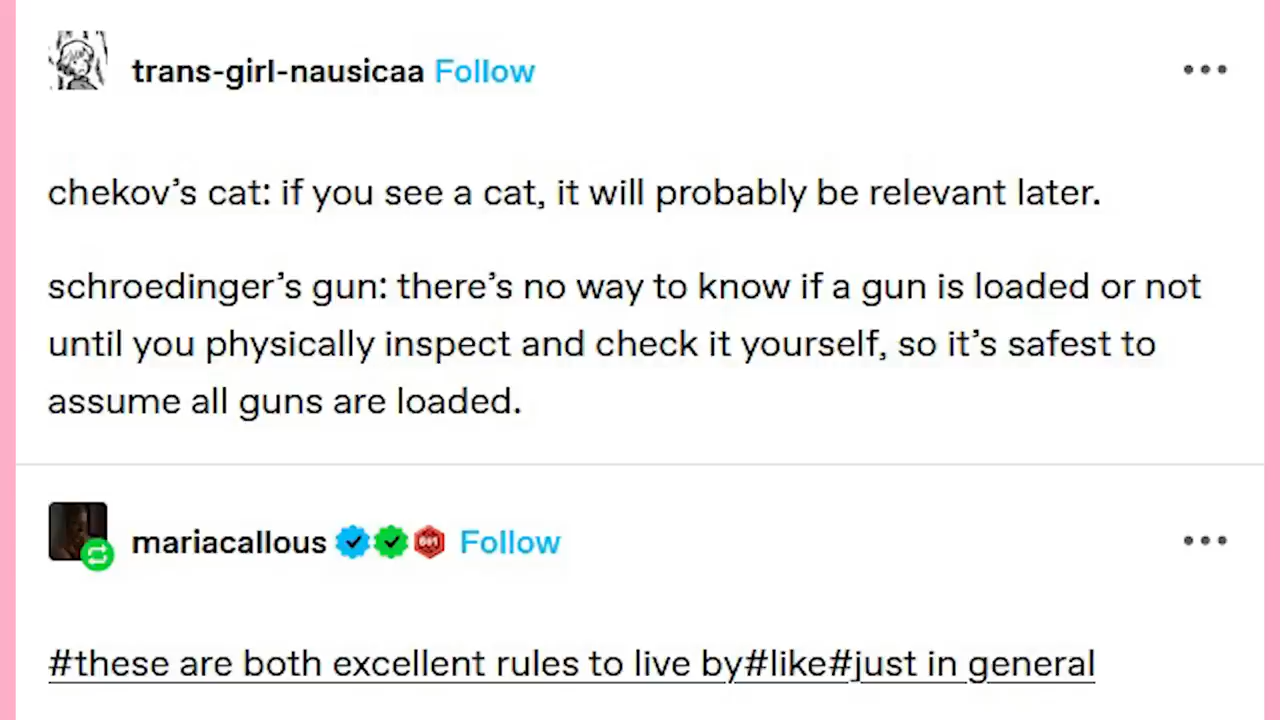 trans-girl-nausicaa Follow
chekov’s cat: if you see a cat, it will probably be relevant later.
schroedinger’s gun: there’s no way to know if a gun is loaded or not
until you physically inspect and check it yourself, so it’s safest to
assume all guns are loaded.
mariacallous Follow
#these are both excellent rules to live by#like#just in general